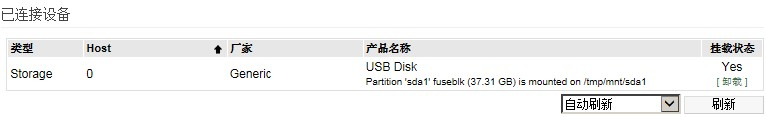 已连接设备
类型 Host 厂家 产品名称 挂载状态
Storage 0 Generic USB Disk Yes
Partition 'sda1' fuseblk (37.31 GB) is mounted on /tmp/mnt/sda1 [ 卸载 ]
自动刷新 刷新